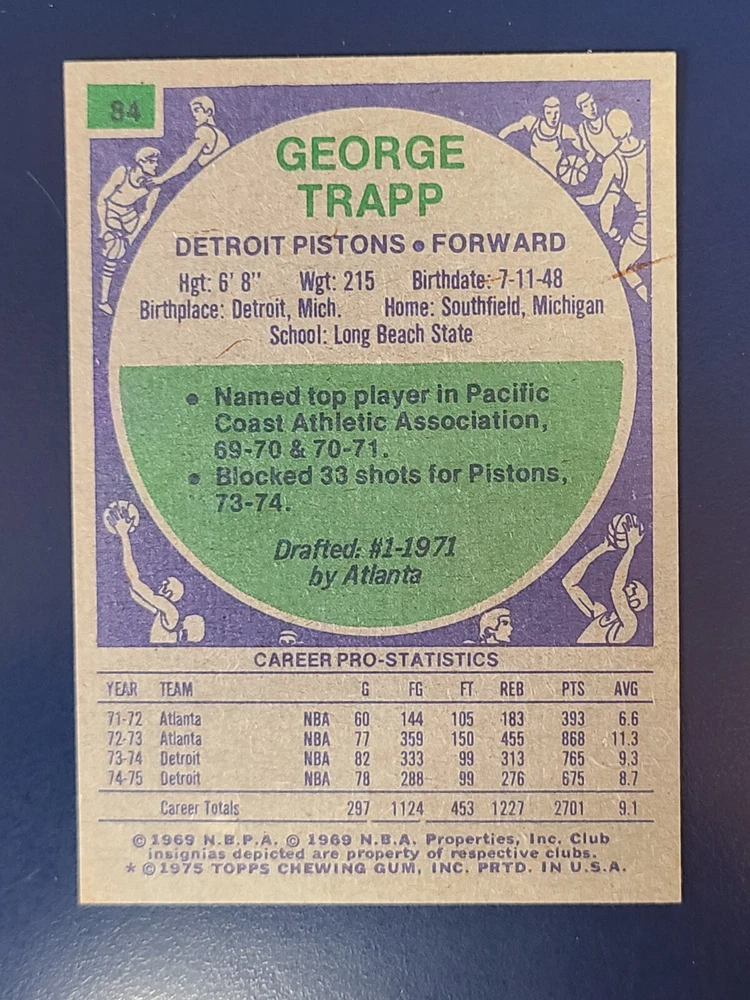 84
GEORGE
TRAPP
DETROIT PISTONS • FORWARD
Hgt: 6' 8" Wgt: 215 Birthdate: 7-11-48
Birthplace: Detroit, Mich. Home: Southfield, Michigan
School: Long Beach State
• Named top player in Pacific
Coast Athletic Association,
69-70 & 70-71.
• Blocked 33 shots for Pistons,
73-74.
Drafted: #1-1971
by Atlanta
CAREER PRO-STATISTICS
YEAR TEAM G FG FT REB PTS AVG
71-72 Atlanta NBA 60 144 105 183 393 6.6
72-73 Atlanta NBA 77 359 150 455 868 11.3
73-74 Detroit NBA 82 333 99 313 765 9.3
74-75 Detroit NBA 78 288 99 276 675 8.7
Career Totals 297 1124 453 1227 2701 9.1
© 1969 N.B.P.A. © 1969 N.B.A. Properties, Inc. Club
insignias depicted are property of respective clubs.
* © 1975 TOPPS CHEWING GUM, INC. PRTD. IN U.S.A.